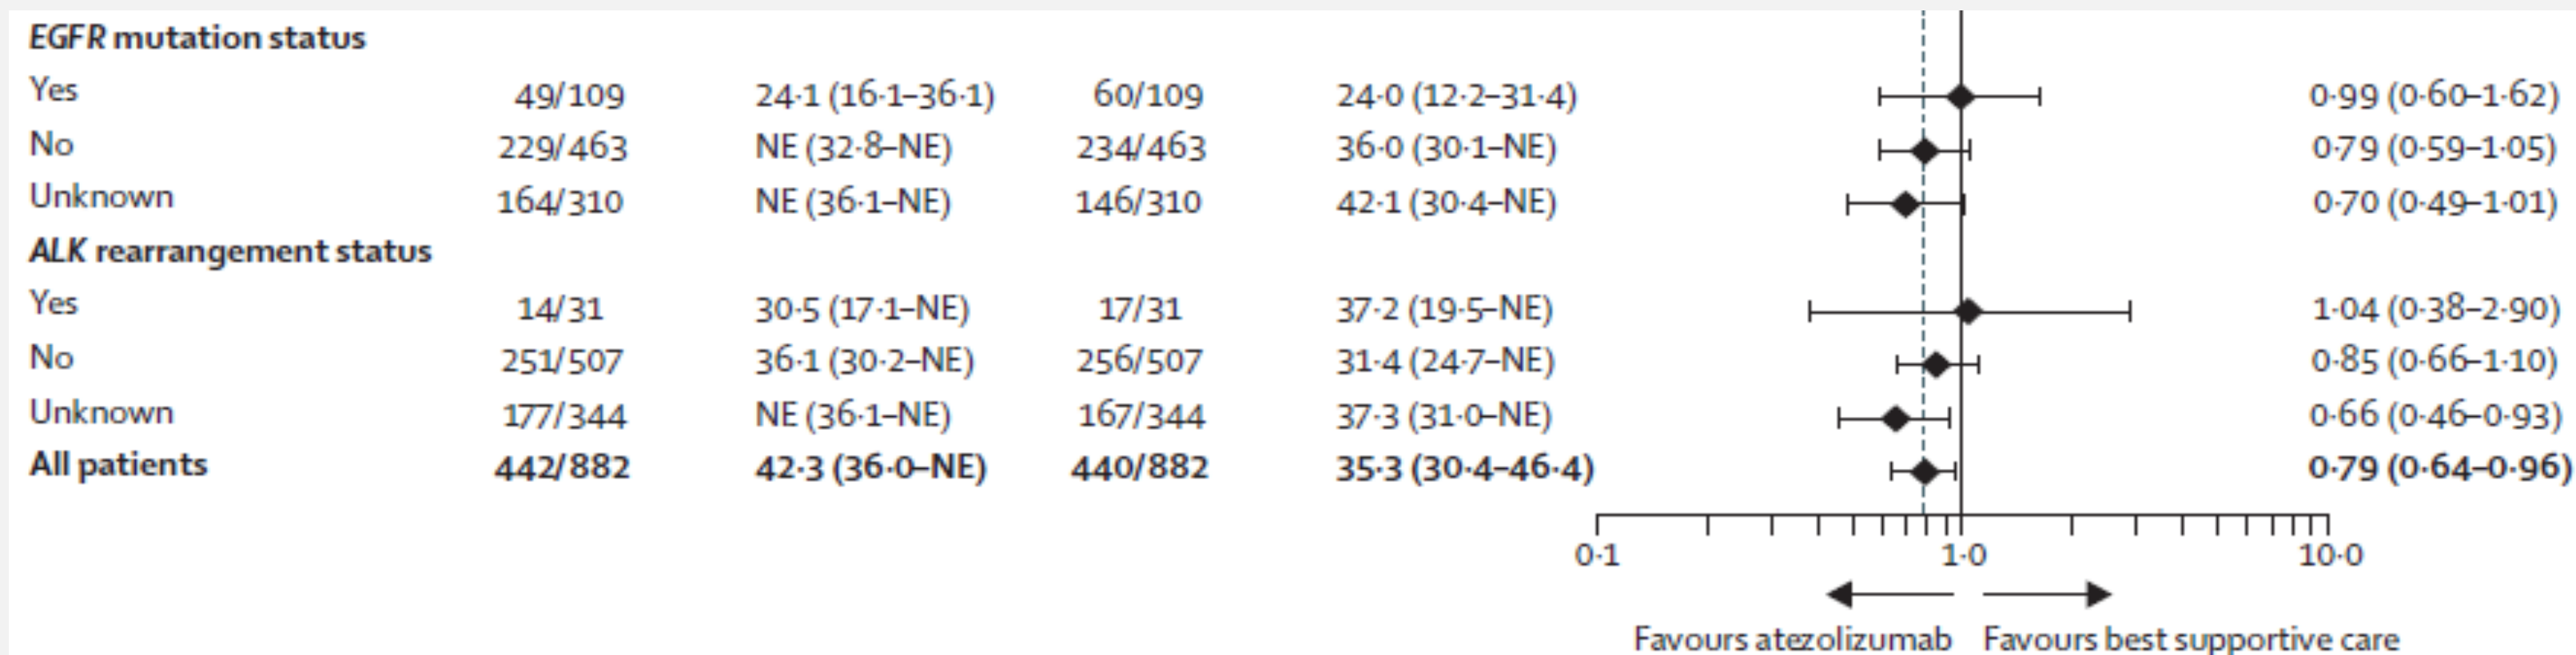 EGFR mutation status
Yes 49/109 24·1 (16·1–36·1) 60/109 24·0 (12·2–31·4) 0·99 (0·60–1·62)
No 229/463 NE (32·8–NE) 234/463 36·0 (30·1–NE) 0·79 (0·59–1·05)
Unknown 164/310 NE (36·1–NE) 146/310 42·1 (30·4–NE) 0·70 (0·49–1·01)
ALK rearrangement status
Yes 14/31 30·5 (17·1–NE) 17/31 37·2 (19·5–NE) 1·04 (0·38–2·90)
No 251/507 36·1 (30·2–NE) 256/507 31·4 (24·7–NE) 0·85 (0·66–1·10)
Unknown 177/344 NE (36·1–NE) 167/344 37·3 (31·0–NE) 0·66 (0·46–0·93)
All patients 442/882 42·3 (36·0–NE) 440/882 35·3 (30·4–46·4) 0·79 (0·64–0·96)
0·1 1·0 10·0
Favours atezolizumab Favours best supportive care